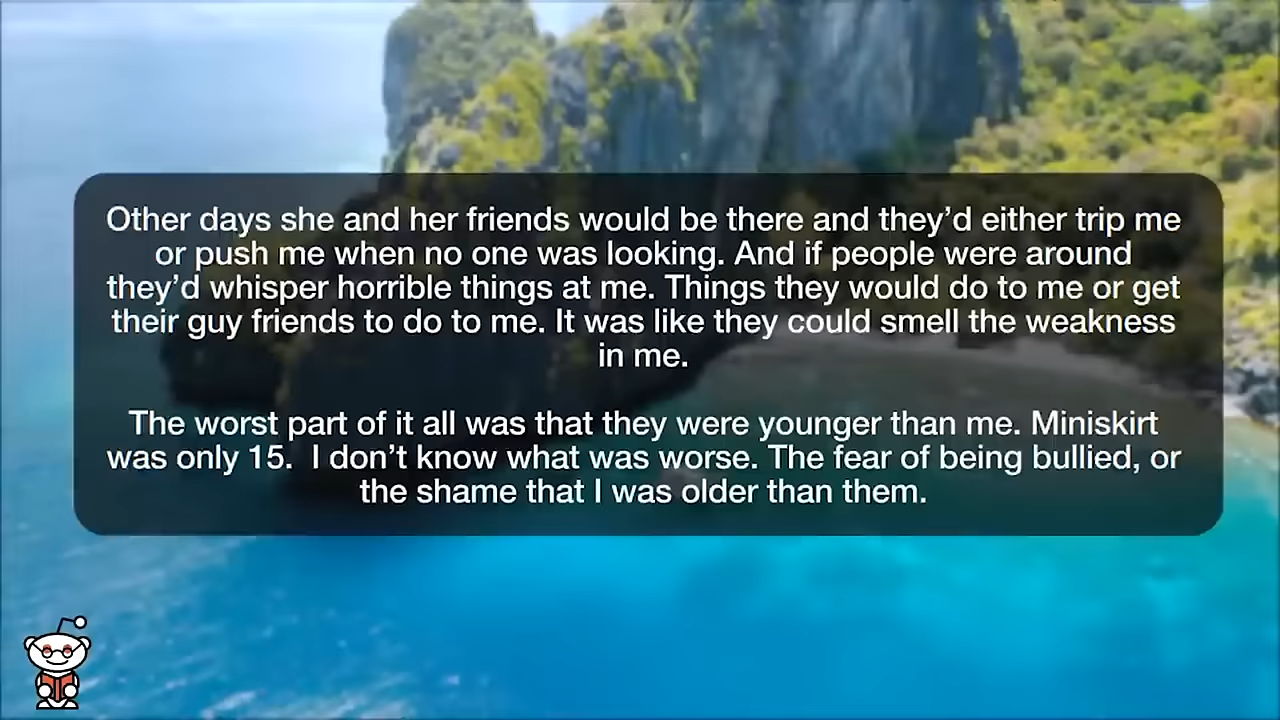 Other days she and her friends would be there and they’d either trip me
or push me when no one was looking. And if people were around
they’d whisper horrible things at me. Things they would do to me or get
their guy friends to do to me. It was like they could smell the weakness
in me.
The worst part of it all was that they were younger than me. Miniskirt
was only 15.  I don’t know what was worse. The fear of being bullied, or
the shame that I was older than them.